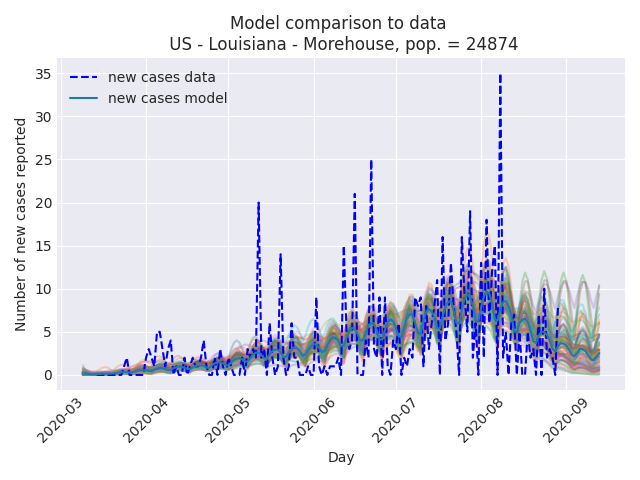 Model comparison to data
US - Louisiana - Morehouse, pop. = 24874
new cases data
new cases model
Number of new cases reported
35
30
25
20
15
10
5
0
2020-03
2020-04
2020-05
2020-06
2020-07
2020-08
2020-09
Day